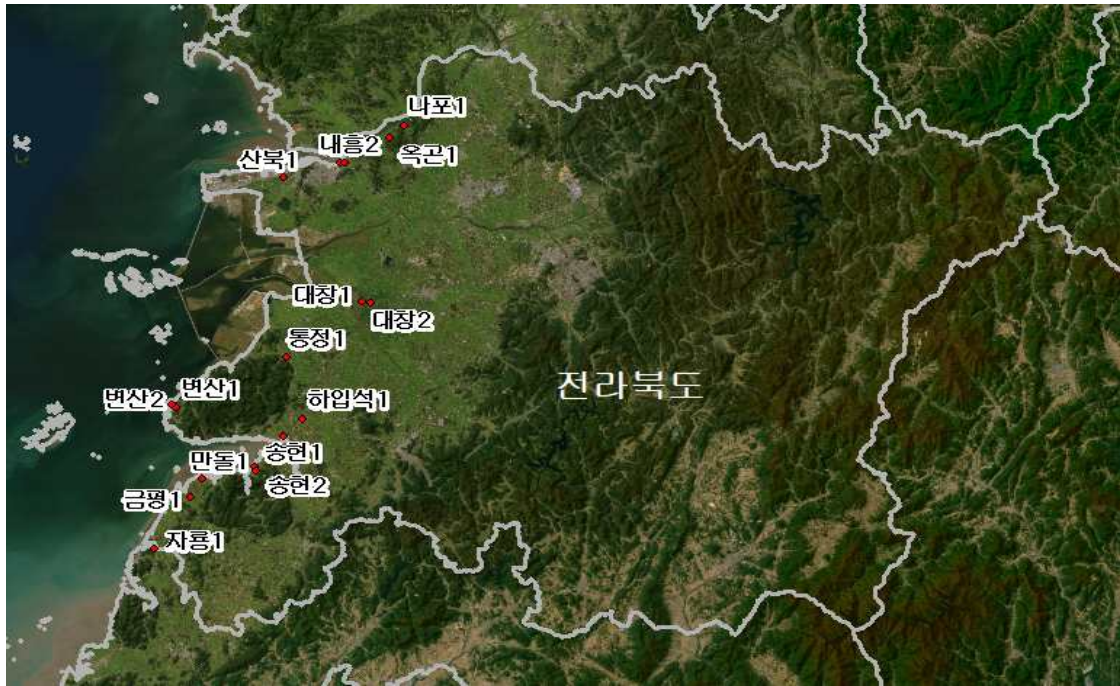 나포1
내흥2
옥곤1
산북1
대창1
대창2
통정1
전라북도
변산1
변산2
하입석1
송현1
만돌1
송현2
금평1
자룡1